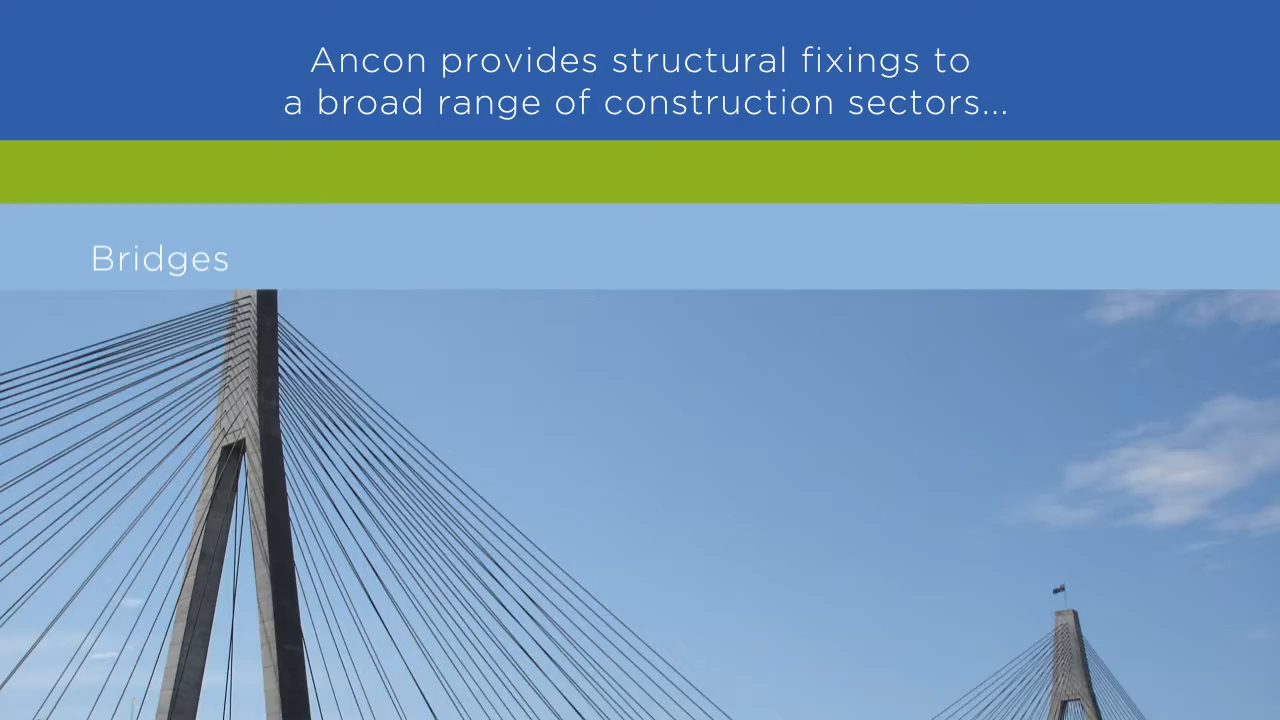 Ancon provides structural fixings to
a broad range of construction sectors...
Bridges